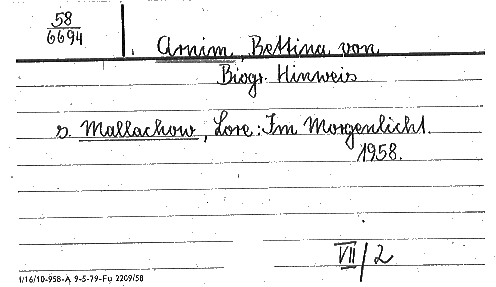 58
6694
Arnim, Bettina von
Biogr. Hinweis
s. Mallachow, Lore: Im Morgenlicht.
1958.
VII/2
1/16/10-958-A 9-5-79-Fu 2209/58